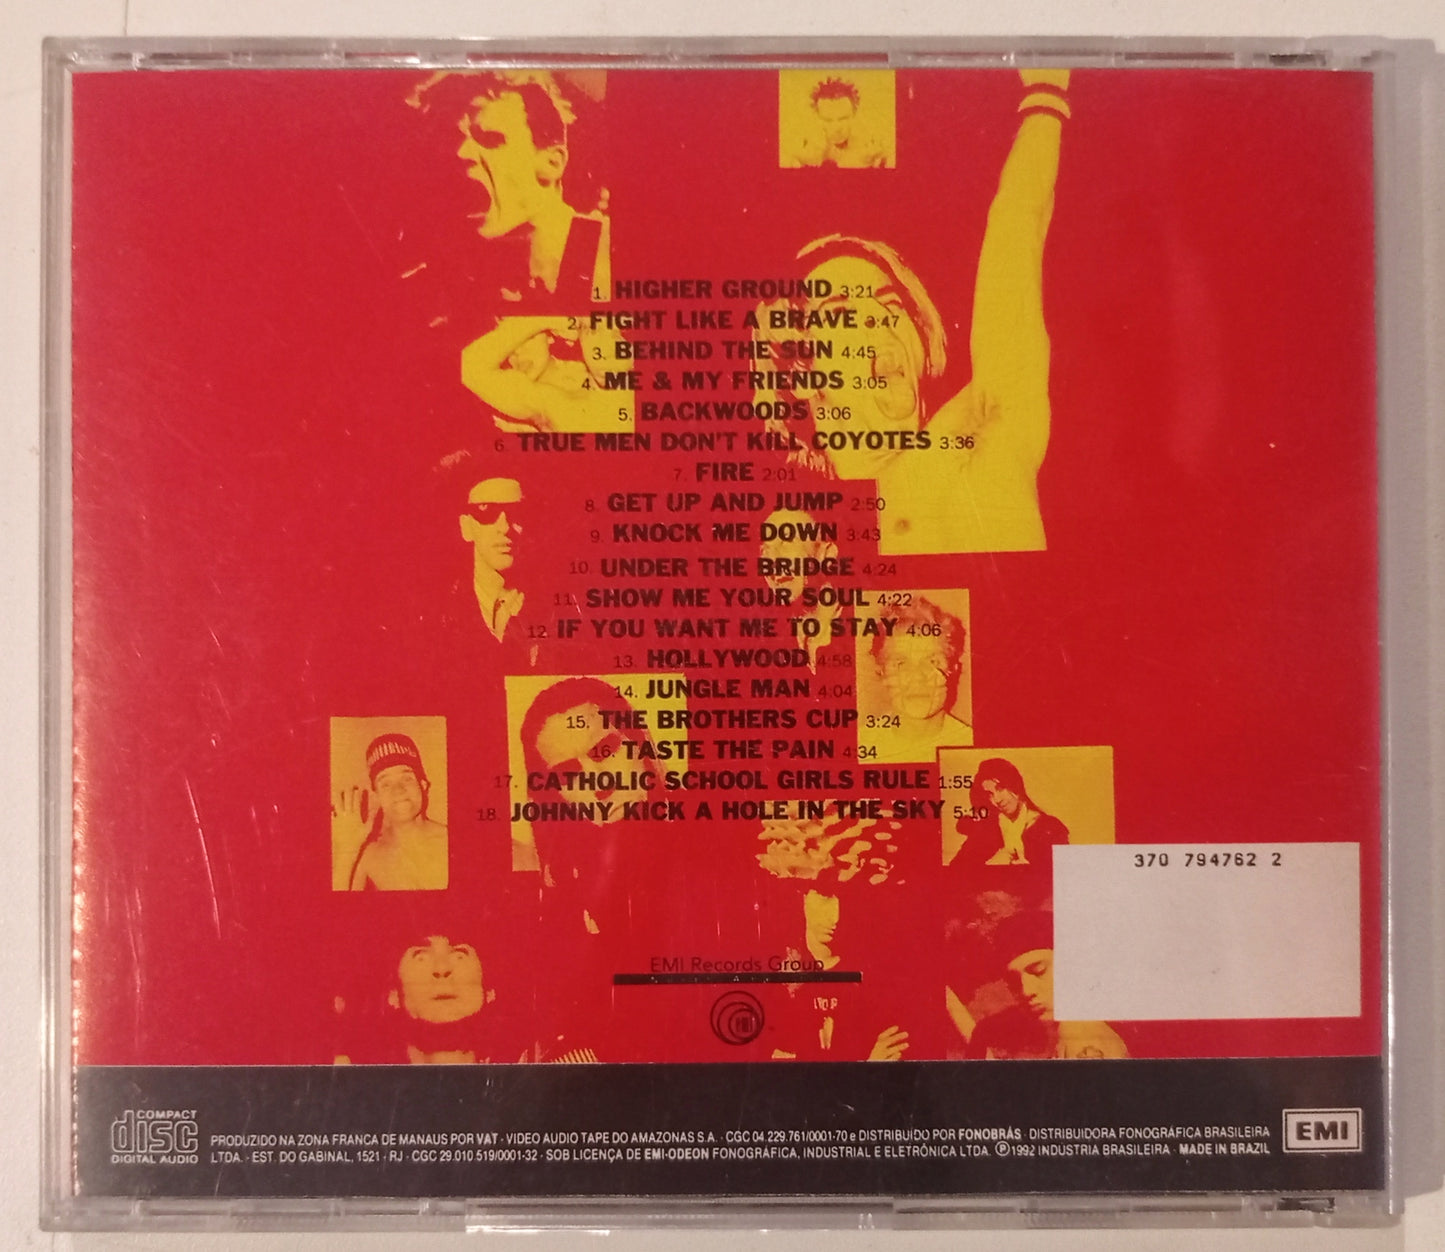 1. HIGHER GROUND 3:21
2. FIGHT LIKE A BRAVE 3:47
3. BEHIND THE SUN 4:45
4. ME & MY FRIENDS 3:05
5. BACKWOODS 3:06
6. TRUE MEN DON'T KILL COYOTES 3:36
7. FIRE 2:01
8. GET UP AND JUMP 2:50
9. KNOCK ME DOWN 3:43
10. UNDER THE BRIDGE 4:24
11. SHOW ME YOUR SOUL 4:22
12. IF YOU WANT ME TO STAY 4:06
13. HOLLYWOOD 4:58
14. JUNGLE MAN 4:04
15. THE BROTHERS CUP 3:24
16. TASTE THE PAIN 4:34
17. CATHOLIC SCHOOL GIRLS RULE 1:55
18. JOHNNY KICK A HOLE IN THE SKY 5:10
370 794762 2
EMI Records Group
EMI
COMPACT
disc
DIGITAL AUDIO
PRODUZIDO NA ZONA FRANCA DE MANAUS POR VAT · VIDEO AUDIO TAPE DO AMAZONAS S.A. · CGC 04.229.761/0001-70 e DISTRIBUIDO POR FONOBRÁS · DISTRIBUIDORA FONOGRÁFICA BRASILEIRA
LTDA. · EST. DO GABINAL, 1521 · RJ · CGC 29.010 519/0001-32 · SOB LICENÇA DE EMI-ODEON FONOGRÁFICA, INDUSTRIAL E ELETRÔNICA LTDA. ℗1992 INDUSTRIA BRASILEIRA · MADE IN BRAZIL
EMI